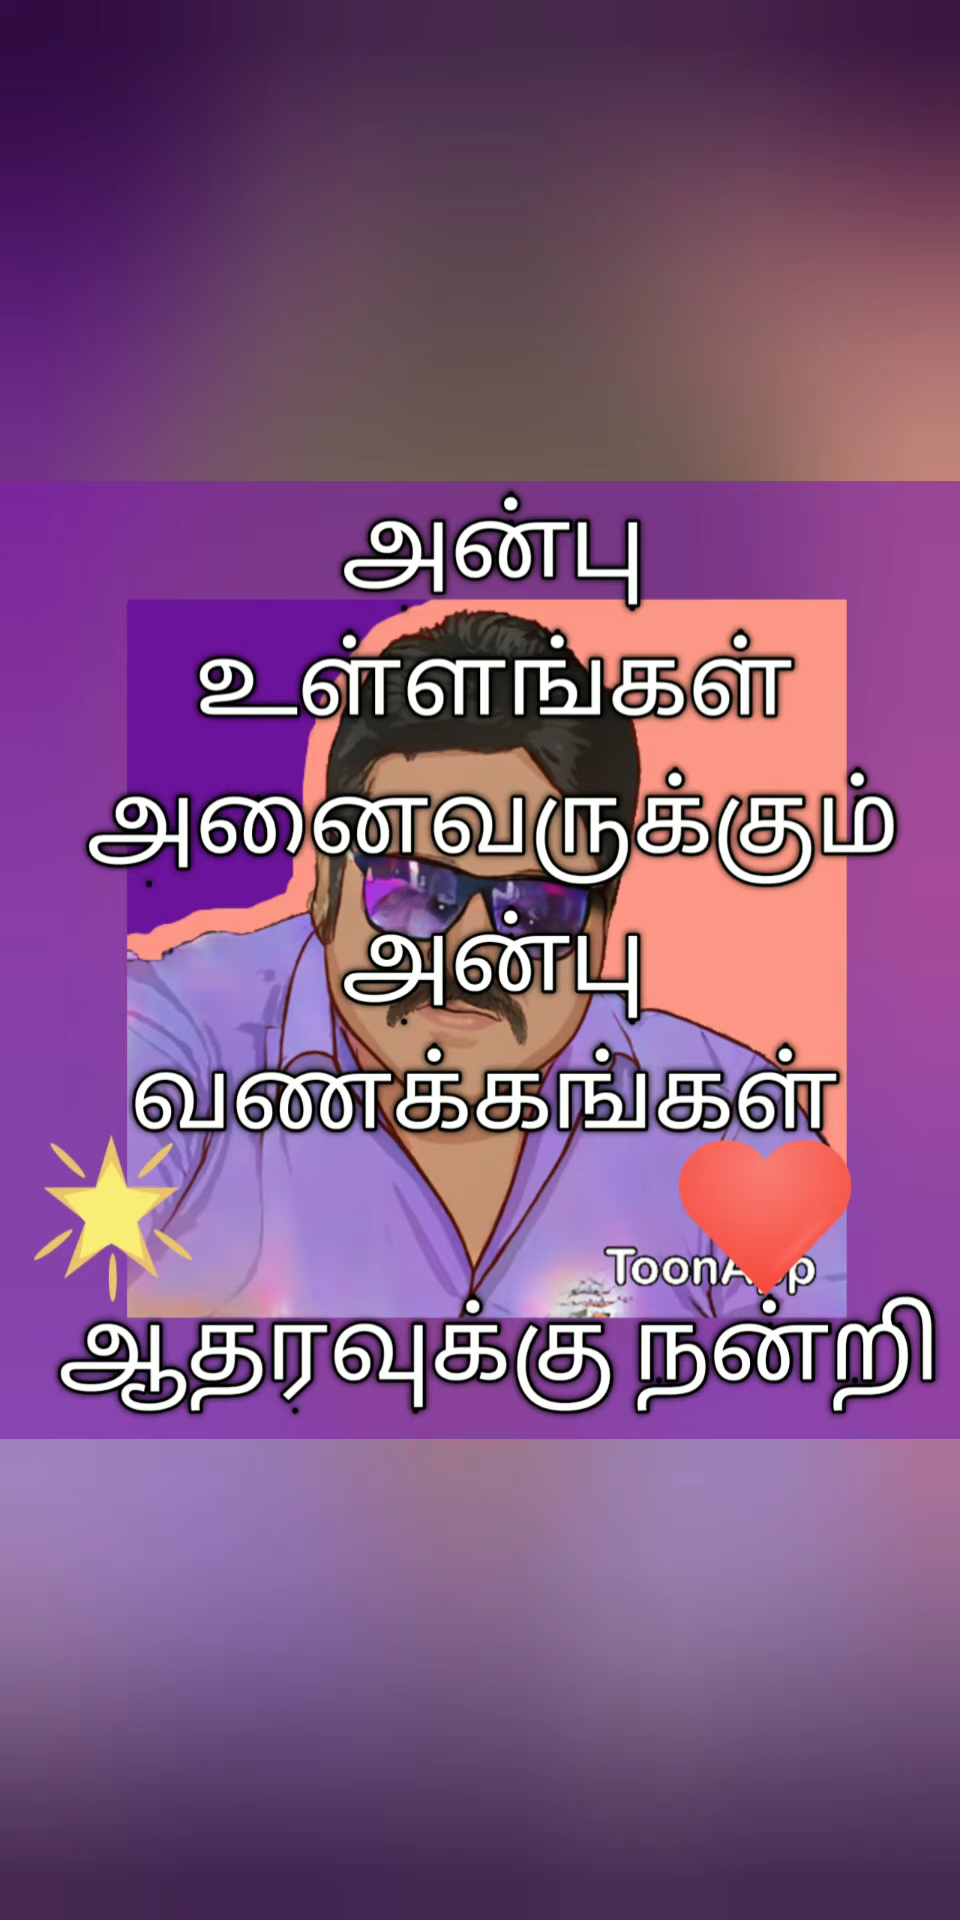 அன்பு
உள்ளங்கள்
அனைவருக்கும்
அன்பு
வணக்கங்கள்
ToonApp
ஆதரவுக்கு நன்றி